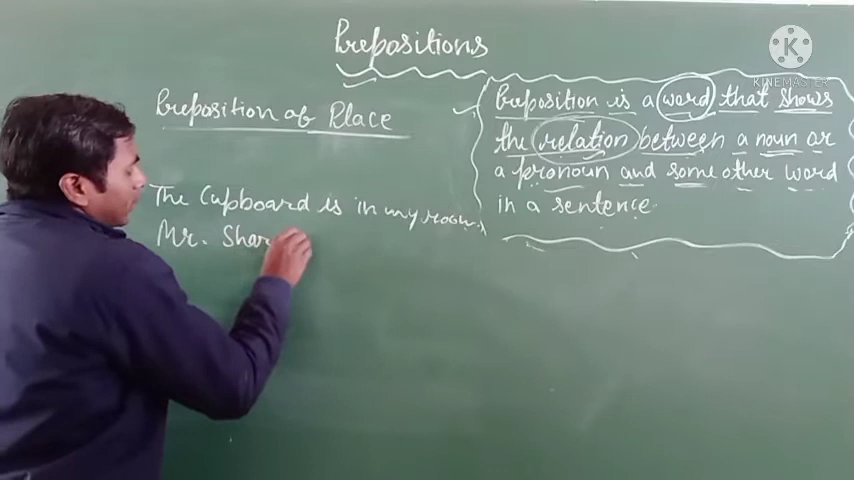 Prepositions
Preposition of Place
The Cupboard is in my room.
Mr. Shar
Preposition is a word that shows
the relation between a noun or
a pronoun and some other word
in a sentence.
K
KINEMASTER